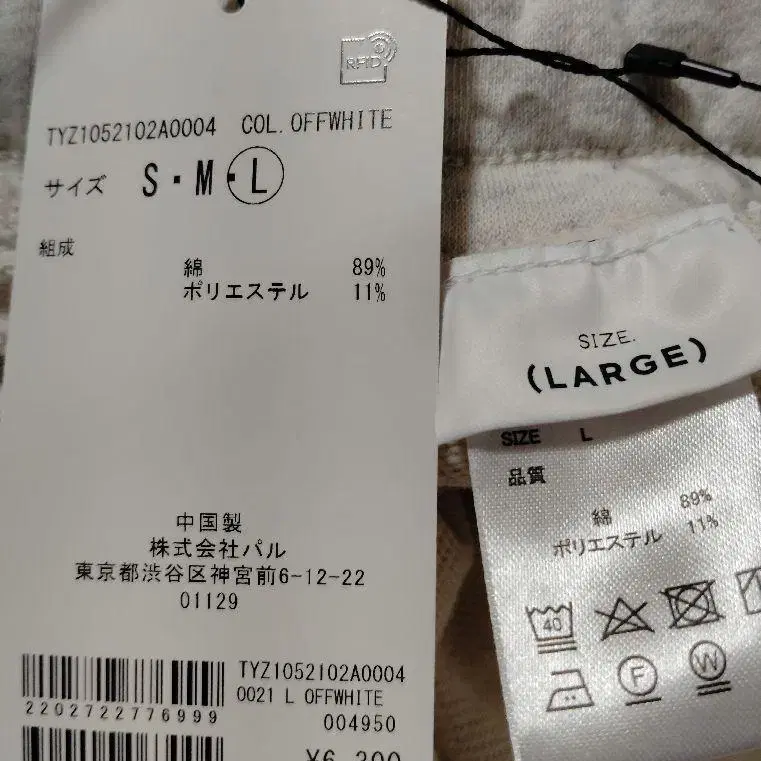 RFID
TYZ1052102A0004 COL.OFFWHITE
サイズ S・M・L
組成
綿 89%
ポリエステル 11%
中国製
株式会社パル
東京都渋谷区神宮前6-12-22
01129
TYZ1052102A0004
0021 L OFFWHITE
2202722776999
004950
¥6,300
SIZE.
(LARGE)
SIZE L
品質
綿 89%
ポリエステル 11%
40
F
W